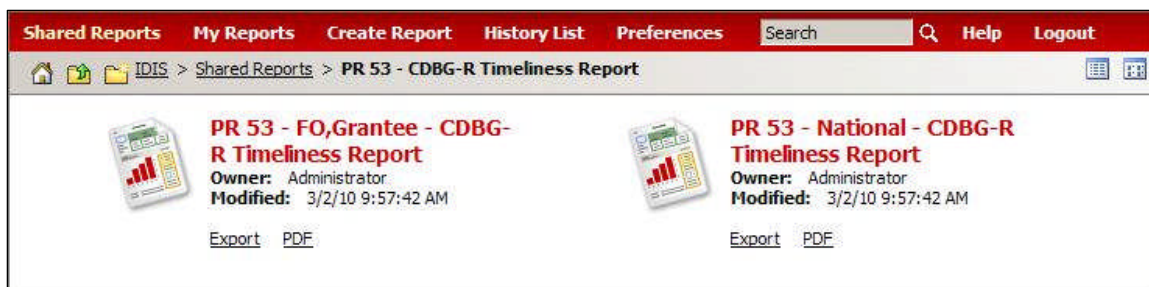 Shared Reports My Reports Create Report History List Preferences Search Help Logout
IDIS > Shared Reports > PR 53 - CDBG-R Timeliness Report
PR 53 - FO,Grantee - CDBG-
R Timeliness Report
Owner: Administrator
Modified: 3/2/10 9:57:42 AM
Export PDF
PR 53 - National - CDBG-R
Timeliness Report
Owner: Administrator
Modified: 3/2/10 9:57:42 AM
Export PDF